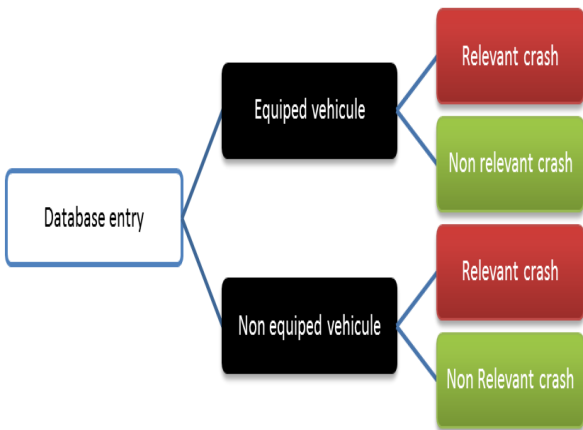 Database entry
Equiped vehicule
Relevant crash
Non relevant crash
Non equiped vehicule
Relevant crash
Non Relevant crash